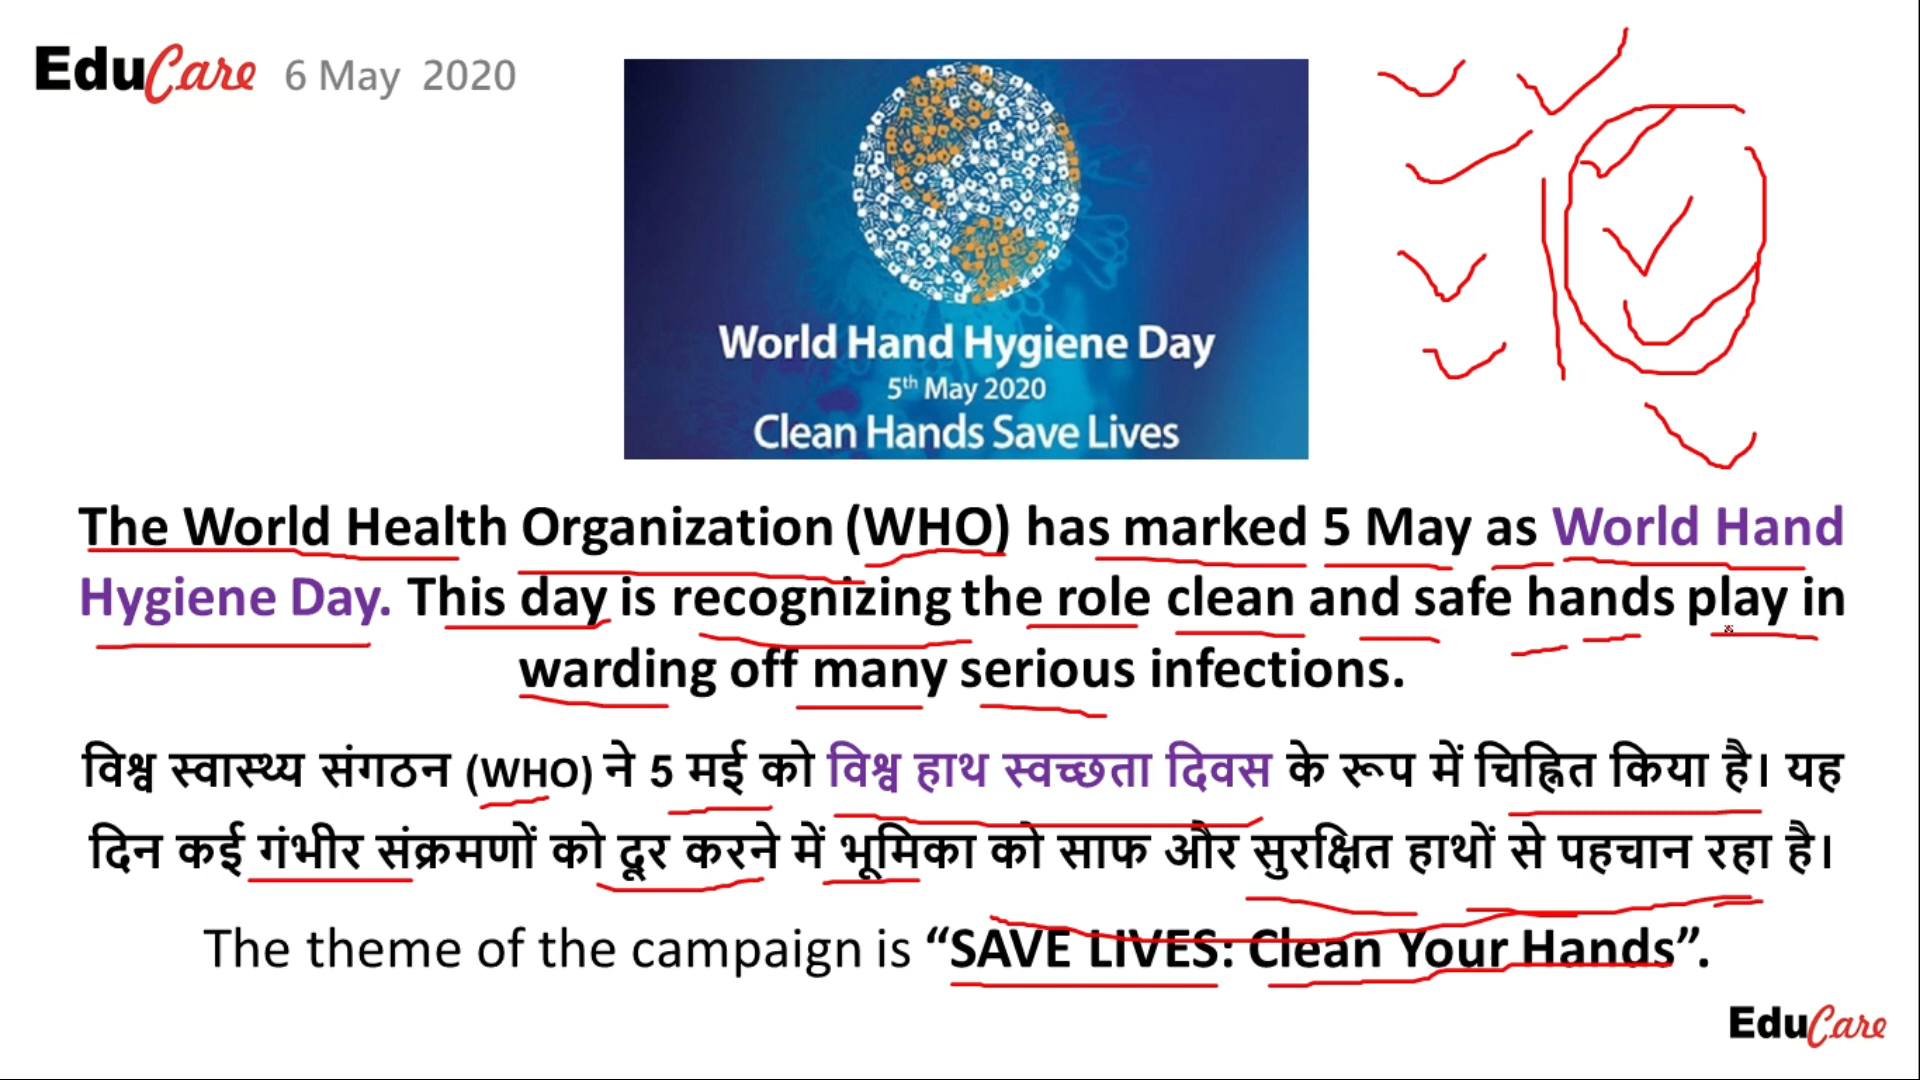 EduCare 6 May 2020
World Hand Hygiene Day
5th May 2020
Clean Hands Save Lives
The World Health Organization (WHO) has marked 5 May as World Hand
Hygiene Day. This day is recognizing the role clean and safe hands play in
warding off many serious infections.
विश्व स्वास्थ्य संगठन (WHO) ने 5 मई को विश्व हाथ स्वच्छता दिवस के रूप में चिह्नित किया है। यह
दिन कई गंभीर संक्रमणों को दूर करने में भूमिका को साफ और सुरक्षित हाथों से पहचान रहा है।
The theme of the campaign is “SAVE LIVES: Clean Your Hands”.
EduCare